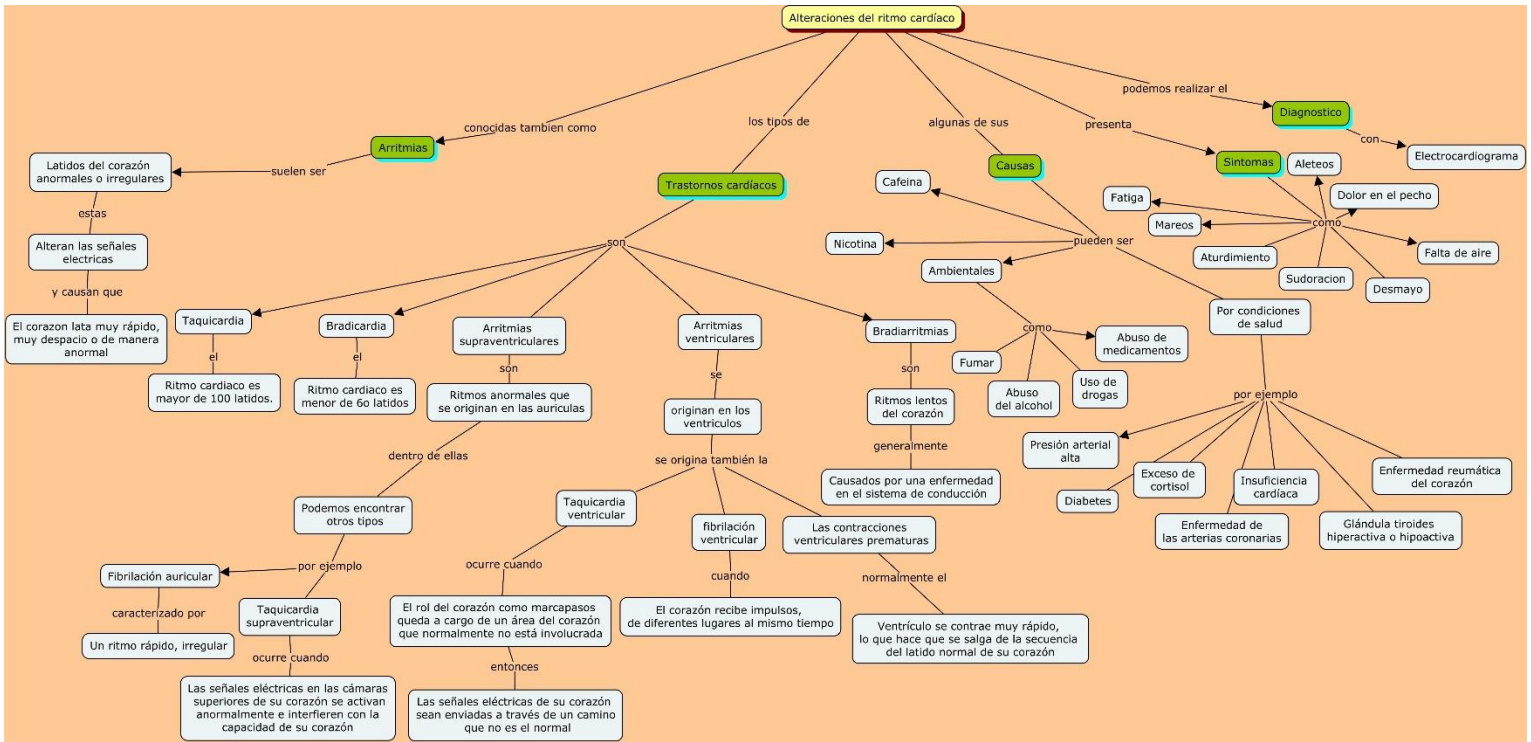 Alteraciones del ritmo cardíaco
podemos realizar el
Diagnostico
con
Electrocardiograma
conocidas tambien como
Arritmias
suelen ser
Latidos del corazón
anormales o irregulares
estas
Alteran las señales
electricas
y causan que
El corazon lata muy rápido,
muy despacio o de manera
anormal
los tipos de
Trastornos cardíacos
son
Taquicardia
el
Ritmo cardiaco es
mayor de 100 latidos.
Bradicardia
el
Ritmo cardiaco es
menor de 6o latidos
Arritmias
supraventriculares
son
Ritmos anormales que
se originan en las auriculas
dentro de ellas
Podemos encontrar
otros tipos
por ejemplo
Fibrilación auricular
caracterizado por
Un ritmo rápido, irregular
Taquicardia
supraventricular
ocurre cuando
Las señales eléctricas en las cámaras
superiores de su corazón se activan
anormalmente e interfieren con la
capacidad de su corazón
Arritmias
ventriculares
se
originan en los
ventriculos
se origina también la
Taquicardia
ventricular
ocurre cuando
El rol del corazón como marcapasos
queda a cargo de un área del corazón
que normalmente no está involucrada
entonces
Las señales eléctricas de su corazón
sean enviadas a través de un camino
que no es el normal
fibrilación
ventricular
cuando
El corazón recibe impulsos,
de diferentes lugares al mismo tiempo
Las contracciones
ventriculares prematuras
normalmente el
Ventrículo se contrae muy rápido,
lo que hace que se salga de la secuencia
del latido normal de su corazón
Bradiarritmias
son
Ritmos lentos
del corazón
generalmente
Causados por una enfermedad
en el sistema de conducción
algunas de sus
Causas
pueden ser
Cafeina
Nicotina
Ambientales
como
Fumar
Abuso
del alcohol
Uso de
drogas
Abuso de
medicamentos
Por condiciones
de salud
por ejemplo
Presión arterial
alta
Diabetes
Exceso de
cortisol
Enfermedad de
las arterias coronarias
Insuficiencia
cardíaca
Glándula tiroides
hiperactiva o hipoactiva
Enfermedad reumática
del corazón
presenta
Sintomas
como
Aleteos
Fatiga
Dolor en el pecho
Mareos
Aturdimiento
Sudoracion
Desmayo
Falta de aire